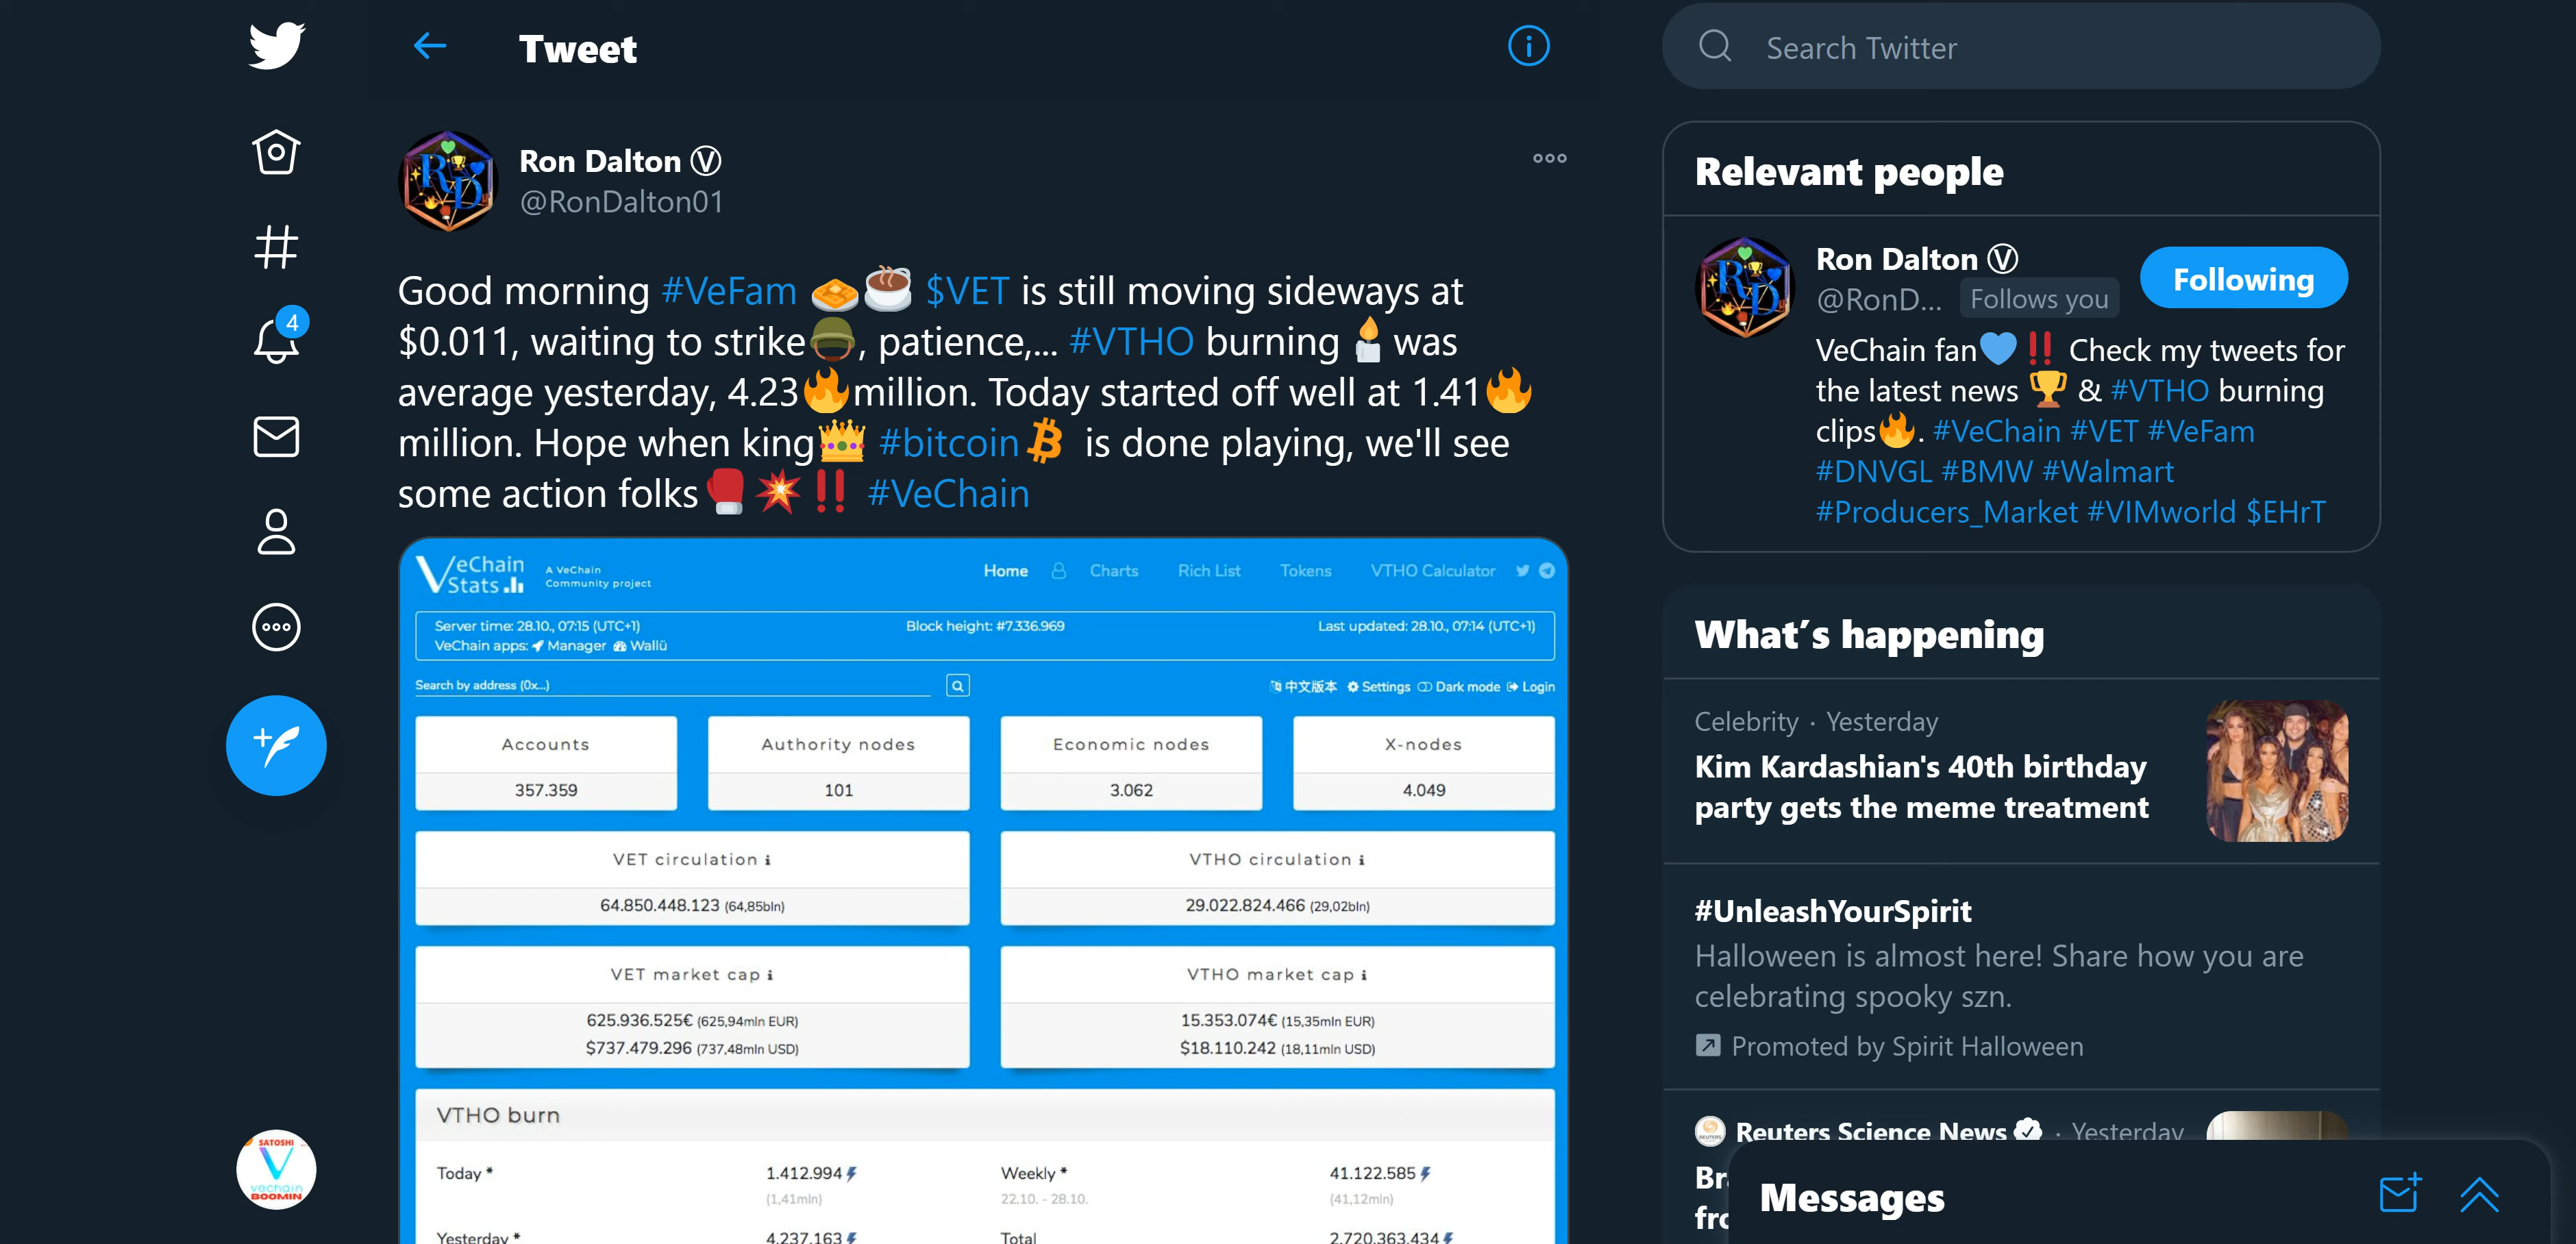 Tweet
Ron Dalton Ⓥ
@RonDalton01
Good morning #VeFam 🧇☕ $VET is still moving sideways at
$0.011, waiting to strike🪖, patience,... #VTHO burning 🕯️ was
average yesterday, 4.23🔥million. Today started off well at 1.41🔥
million. Hope when king👑 #bitcoin₿ is done playing, we'll see
some action folks🥊💥‼️ #VeChain
VeChain
Stats
A VeChain
Community project
Home Charts Rich List Tokens VTHO Calculator
Server time: 28.10., 07:15 (UTC+1) Block height: #7.336.969 Last updated: 28.10., 07:14 (UTC+1)
VeChain apps: Manager Wallü
Search by address (0x...)
中文版本 Settings Dark mode Login
Accounts Authority nodes Economic nodes X-nodes
357.359 101 3.062 4.049
VET circulation VTHO circulation
64.850.448.123 (64,85bln) 29.022.824.466 (29,02bln)
VET market cap VTHO market cap
625.936.525€ (625,94mln EUR) 15.353.074€ (15,35mln EUR)
$737.479.296 (737,48mln USD) $18.110.242 (18,11mln USD)
VTHO burn
Today * 1.412.994 Weekly * 41.122.585
(1,41mln) 22.10. - 28.10. (41,12mln)
Yesterday * 4.237.163 Total 2.720.363.434
4
SATOSHI
vechain
BOOMIN
Search Twitter
Relevant people
Ron Dalton Ⓥ
@RonD... Follows you
Following
VeChain fan💙‼️ Check my tweets for
the latest news 🏆 & #VTHO burning
clips🔥. #VeChain #VET #VeFam
#DNVGL #BMW #Walmart
#Producers_Market #VIMworld $EHrT
What's happening
Celebrity · Yesterday
Kim Kardashian's 40th birthday
party gets the meme treatment
#UnleashYourSpirit
Halloween is almost here! Share how you are
celebrating spooky szn.
Promoted by Spirit Halloween
Reuters Science News · Yesterday
Messages